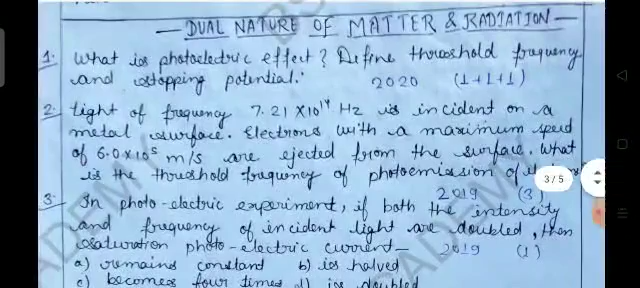 — DUAL NATURE OF MATTER & RADIATION —
1. What is photoelectric effect? Define threshold frequency
and stopping potential. 2020 (1+1+1)
2. Light of frequency 7.21 X10¹⁴ Hz is incident on a
metal surface. Electrons with a maximum speed
of 6.0x10⁵ m/s are ejected from the surface. What
is the threshold frequency of photoemission of
3/5
2019 (3)
3. In photo-electric experiment, if both the intensity
and frequency of incident light are doubled, then
saturation photo-electric current— 2019 (1)
a) remains constant b) is halved
c) becomes four times d) is doubled